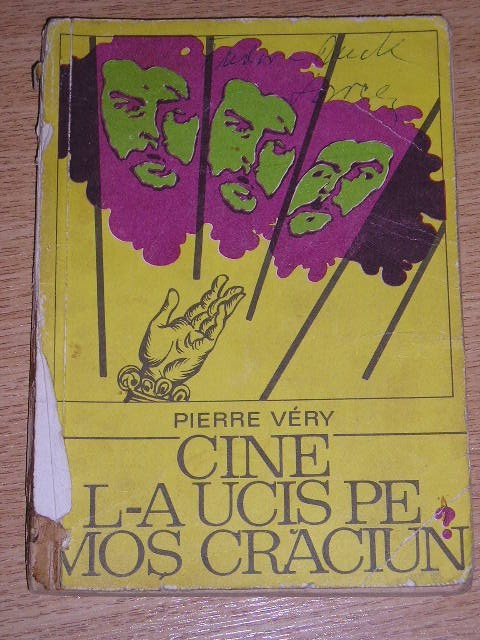 PIERRE VÉRY
CINE
L-A UCIS PE
MOȘ CRĂCIUN?